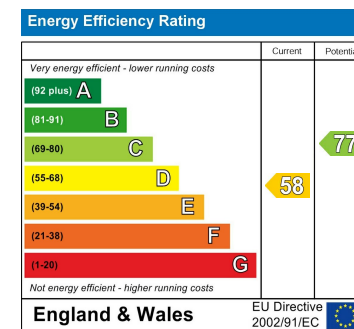 Energy Efficiency Rating
Current Potentia
Very energy efficient - lower running costs
(92 plus) A
(81-91) B
(69-80) C
77
(55-68) D
58
(39-54) E
(21-38) F
(1-20) G
Not energy efficient - higher running costs
England & Wales
EU Directive
2002/91/EC